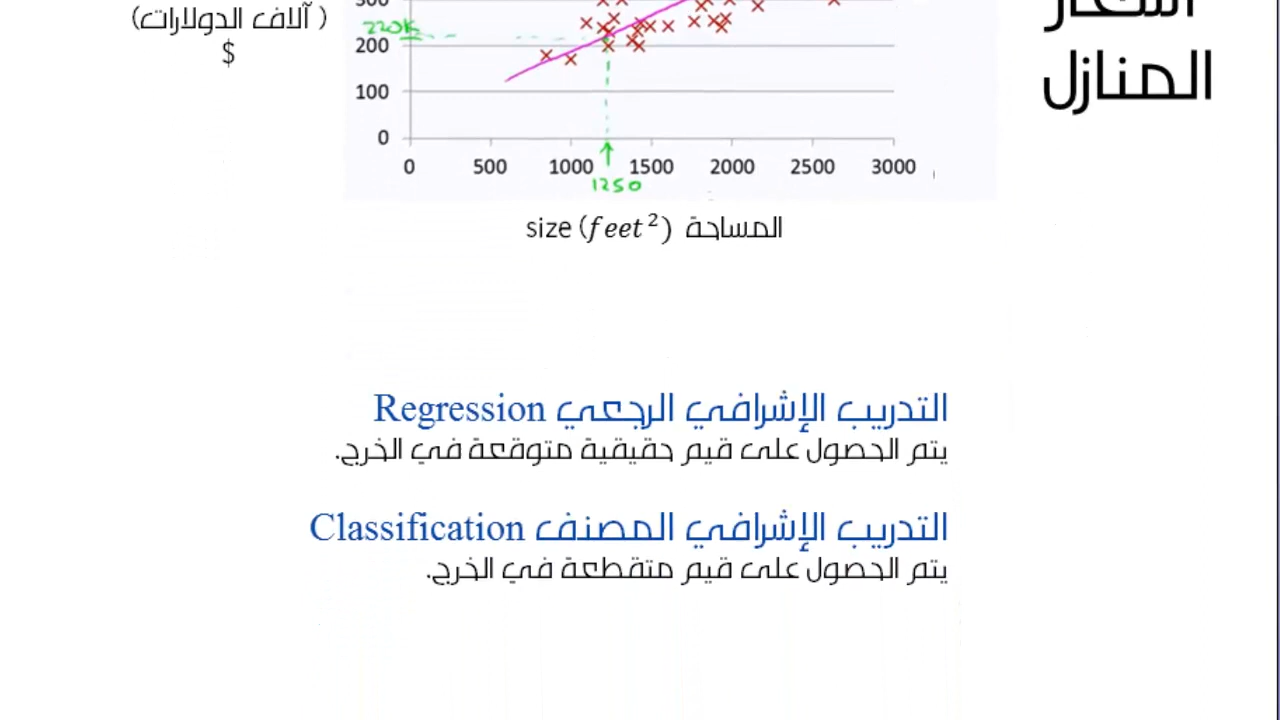 300
أسعار
المنازل
( آلاف الدولارات)
$
220K
200
100
0
0 500 1000 1500 2000 2500 3000
1250
size (feet²) المساحة
التدريب الإشرافي الرجعي Regression
يتم الحصول على قيم حقيقية متوقعة في الخرج.
التدريب الإشرافي المصنف Classification
يتم الحصول على قيم متقطعة في الخرج.